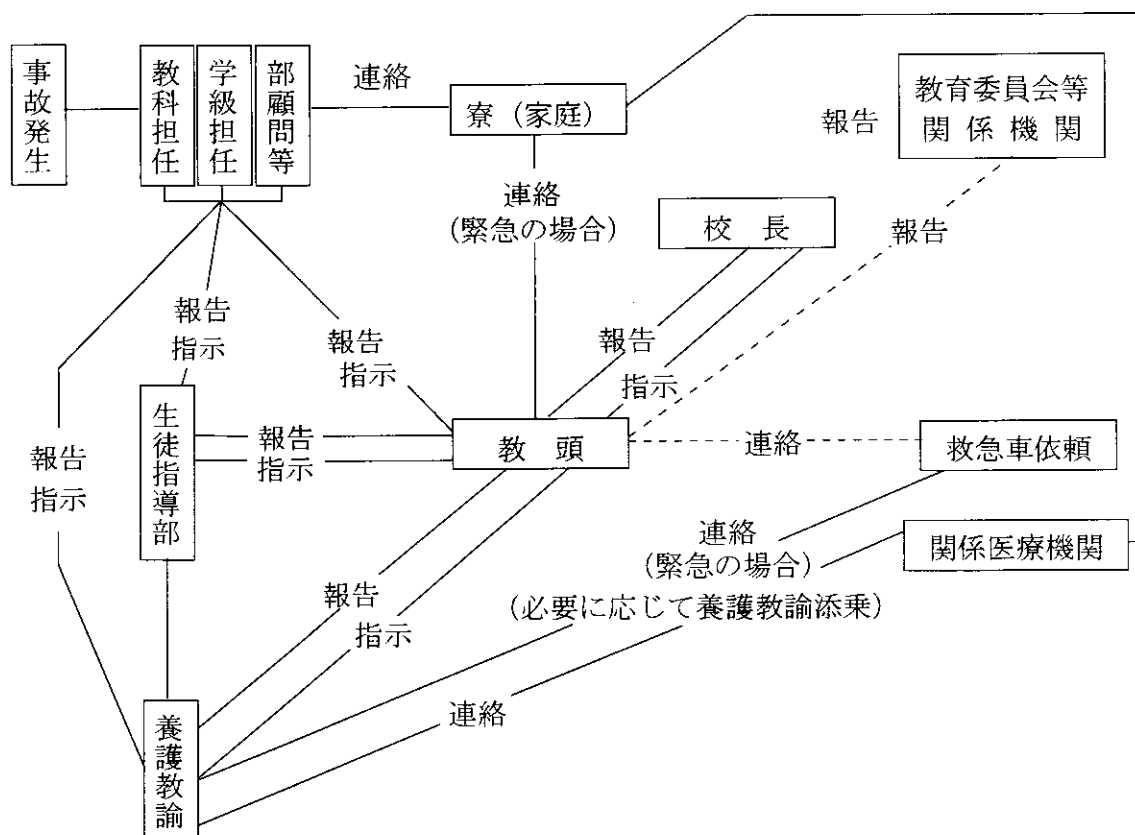 事故発生
教科担任
学級担任
部顧問等
連絡
寮（家庭）
教育委員会等
関係機関
報告
連絡
(緊急の場合)
校長
報告
報告
指示
報告
指示
報告
指示
生徒指導部
報告
指示
教頭
連絡
救急車依頼
報告
指示
連絡
(緊急の場合)
関係医療機関
(必要に応じて養護教諭添乗)
報告
指示
連絡
養護教諭